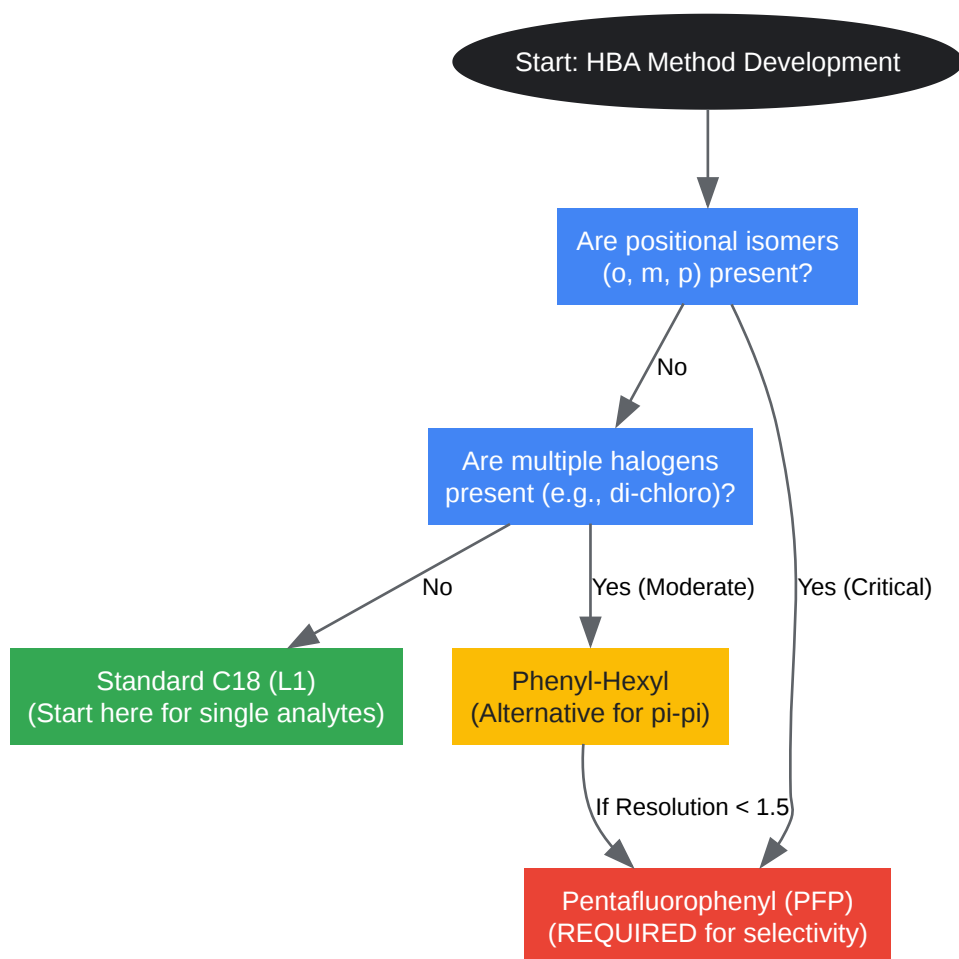 Start: HBA Method Development
Are positional isomers
(o, m, p) present?
No
Are multiple halogens
present (e.g., di-chloro)?
No
Yes (Moderate)
Yes (Critical)
Standard C18 (L1)
(Start here for single analytes)
Phenyl-Hexyl
(Alternative for pi-pi)
If Resolution < 1.5
Pentafluorophenyl (PFP)
(REQUIRED for selectivity)